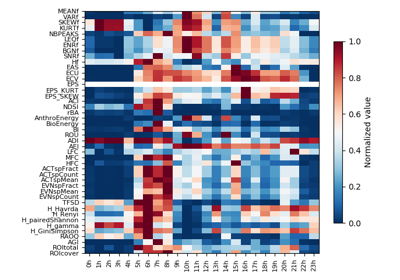 MEANf
VARf
SKEWf
KURTf
NBPEAKS
LEQf
ENRf
BGNf
SNRf
Hf
EAS
ECU
ECV
EPS
EPS_KURT
EPS_SKEW
ACI
NDSI
rBA
AnthroEnergy
BioEnergy
BI
ROU
ADI
AEI
LFC
MFC
HFC
ACTspFract
ACTspCount
ACTspMean
EVNspFract
EVNspMean
EVNspCount
TFSD
H_Havrda
H_Renyi
H_pairedShannon
H_gamma
H_GiniSimpson
RAOQ
AGI
ROItotal
ROIcover
0h 1h 2h 3h 4h 5h 6h 7h 8h 9h 10h 11h 12h 13h 14h 15h 16h 17h 18h 19h 20h 21h 22h 23h
1.0
0.8
0.6
0.4
0.2
0.0
Normalized value